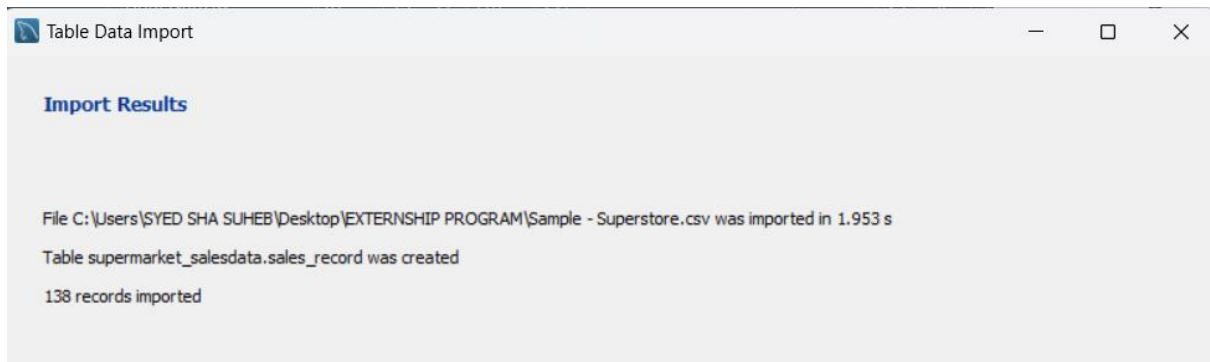 Table Data Import
Import Results
File C:\Users\SYED SHA SUHEB\Desktop\EXTERNSHIP PROGRAM\Sample - Superstore.csv was imported in 1.953 s
Table supermarket_salesdata.sales_record was created
138 records imported